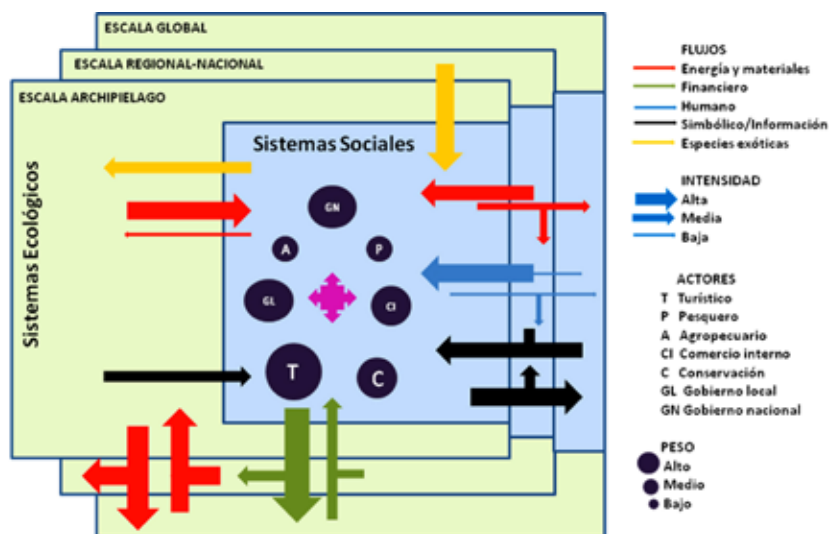 ESCALA GLOBAL
ESCALA REGIONAL-NACIONAL
ESCALA ARCHIPIELAGO
Sistemas Sociales
Sistemas Ecológicos
GN
A
P
GL
CI
T
C
FLUJOS
Energía y materiales
Financiero
Humano
Simbólico/Información
Especies exóticas
INTENSIDAD
Alta
Media
Baja
ACTORES
T Turístico
P Pesquero
A Agropecuario
CI Comercio interno
C Conservación
GL Gobierno local
GN Gobierno nacional
PESO
Alto
Medio
Bajo